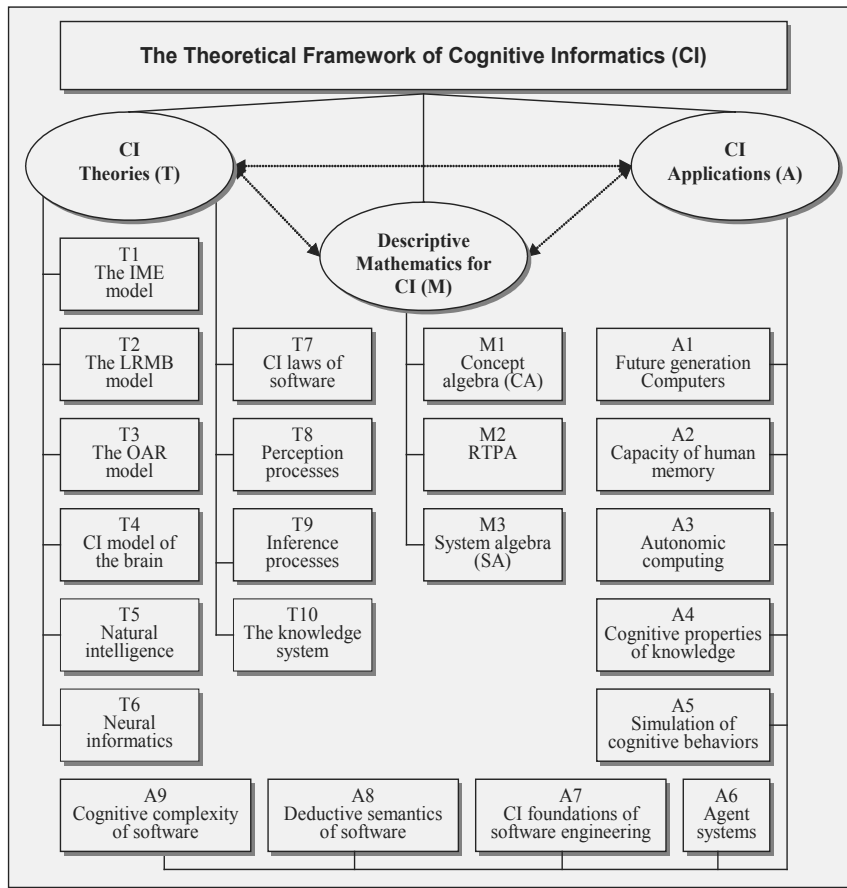 The Theoretical Framework of Cognitive Informatics (CI)
CI
Theories (T)
CI
Applications (A)
Descriptive
Mathematics for
CI (M)
T1
The IME
model
T2
The LRMB
model
T3
The OAR
model
T4
CI model of
the brain
T5
Natural
intelligence
T6
Neural
informatics
T7
CI laws of
software
T8
Perception
processes
T9
Inference
processes
T10
The knowledge
system
M1
Concept
algebra (CA)
M2
RTPA
M3
System algebra
(SA)
A1
Future generation
Computers
A2
Capacity of human
memory
A3
Autonomic
computing
A4
Cognitive properties
of knowledge
A5
Simulation of
cognitive behaviors
A9
Cognitive complexity
of software
A8
Deductive semantics
of software
A7
CI foundations of
software engineering
A6
Agent
systems